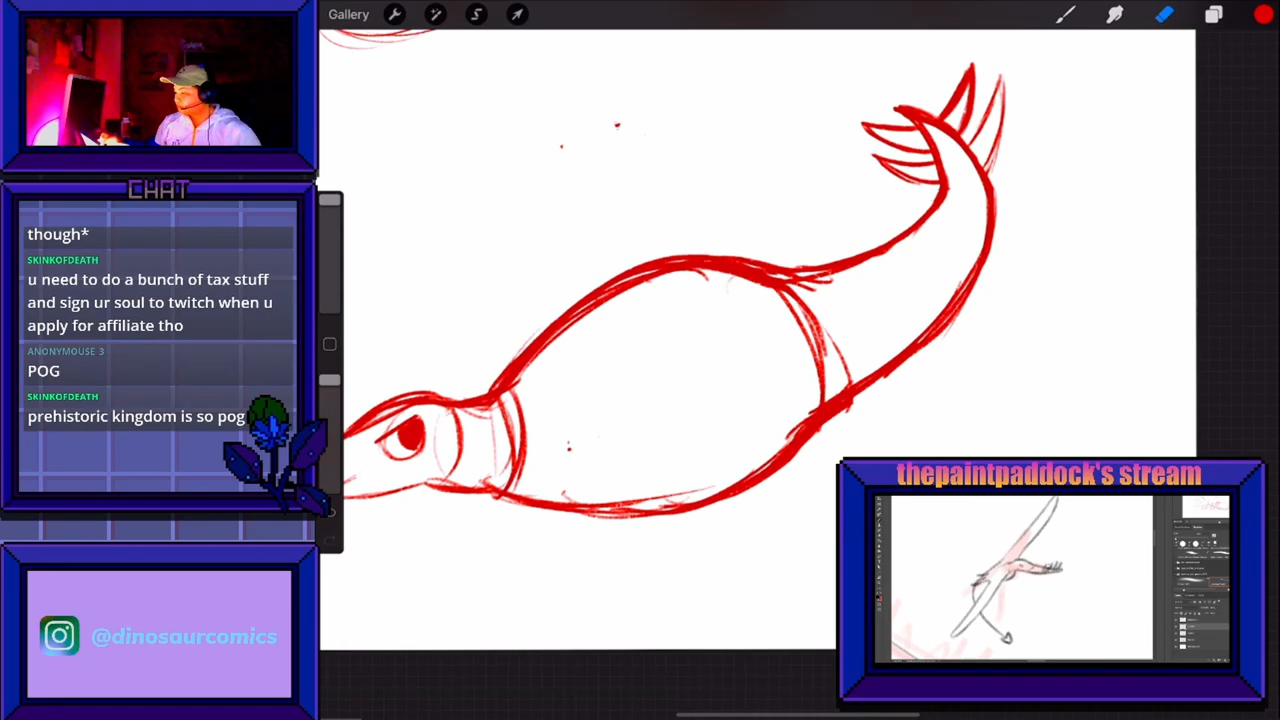 Gallery
CHAT
though*
SKINKOFDEATH
u need to do a bunch of tax stuff
and sign ur soul to twitch when u
apply for affiliate tho
ANONYMOUSE 3
POG
SKINKOFDEATH
prehistoric kingdom is so pog
@dinosaurcomics
thepaintpaddock's stream